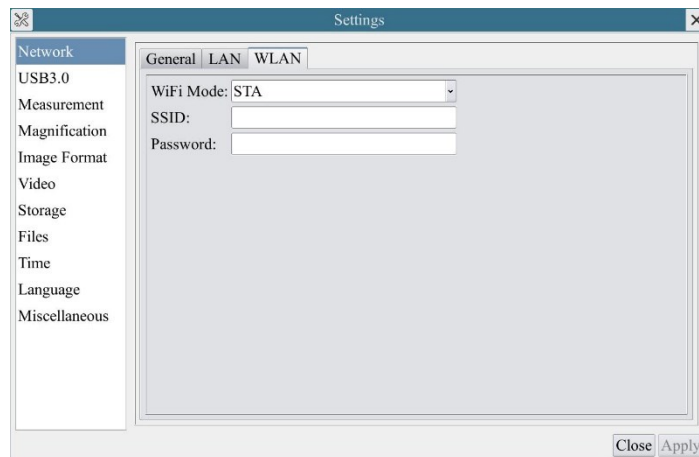 Settings
Network
USB3.0
Measurement
Magnification
Image Format
Video
Storage
Files
Time
Language
Miscellaneous
General LAN WLAN
WiFi Mode: STA
SSID:
Password:
Close Apply